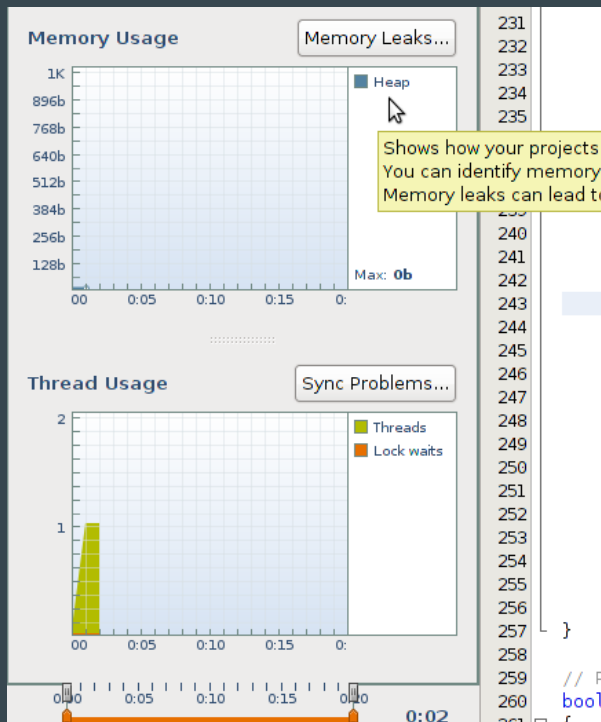 Memory Usage
Memory Leaks...
1K
896b
768b
640b
512b
384b
256b
128b
Heap
Max: 0b
00 0:05 0:10 0:15 0:
Shows how your projects
You can identify memory
Memory leaks can lead
Thread Usage
Sync Problems...
2
1
Threads
Lock waits
00 0:05 0:10 0:15 0:
0:05 0:10 0:15
0:02
231
232
233
234
235
240
241
242
243
244
245
246
247
248
249
250
251
252
253
254
255
256
257 }
258
259 //
260 bool